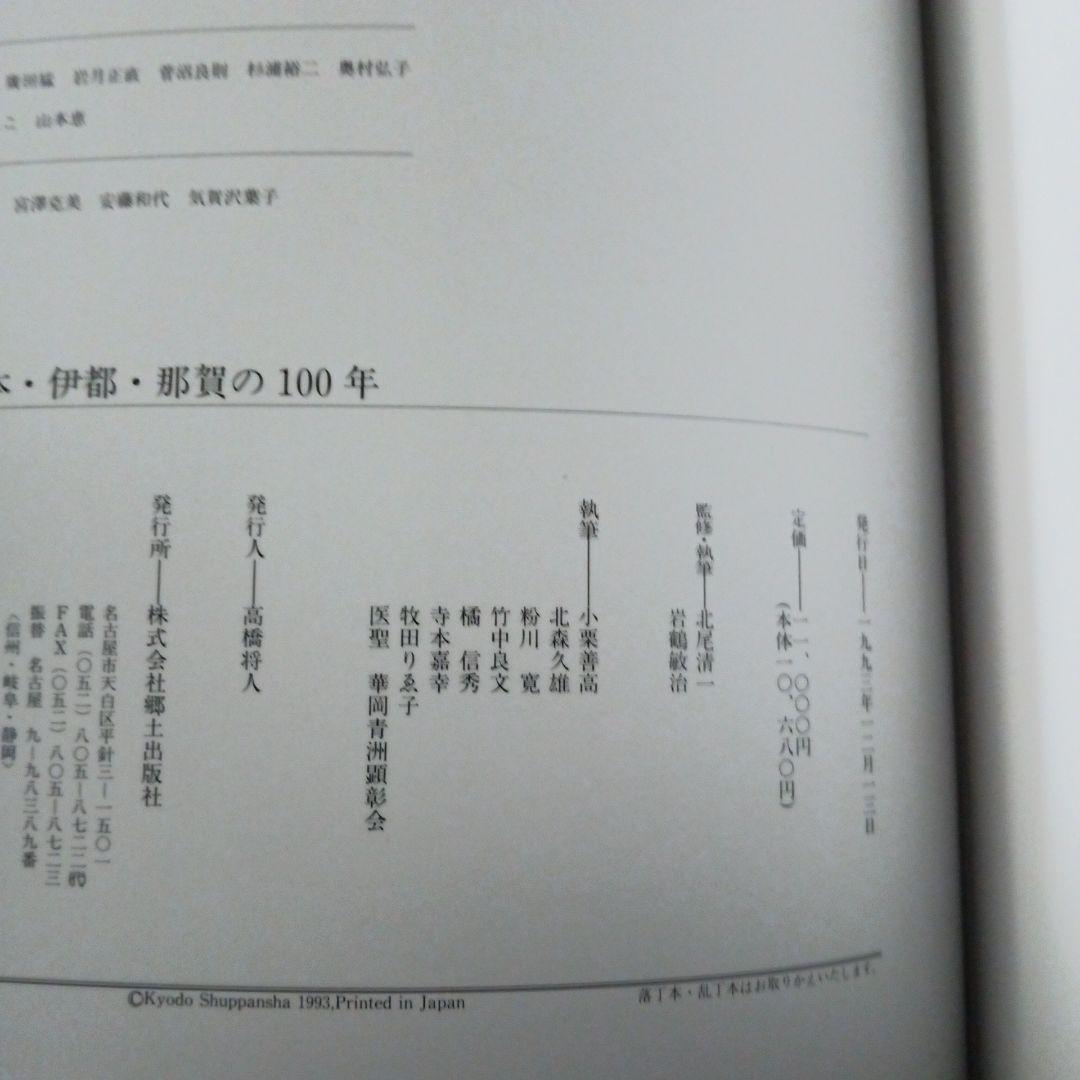 廣田猛 岩月正直 菅沼良則 杉浦裕二 奥村弘子
こ 山本恵
宮澤克美 安藤和代 気賀沢葉子
本・伊都・那賀の100年
発行日――一九九三年一二月一三日
定価――一一、〇〇〇円
(本体一〇、六八〇円)
監修・執筆――北尾清一
岩鶴敏治
執筆――小栗善高
北森久雄
粉川 寛
竹中良文
橘 信秀
寺本嘉幸
牧田りゑ子
医聖 華岡青洲顕彰会
発行人――高橋将人
発行所――株式会社郷土出版社
名古屋市天白区平針三―一五〇一
電話(〇五二)八〇五―八七二二㈹
FAX(〇五二)八〇五―八七二三
振替 名古屋 九―九八三八九番
〈信州・岐阜・静岡〉
©Kyodo Shuppansha 1993,Printed in Japan
落丁本・乱丁本はお取りかえいたします。